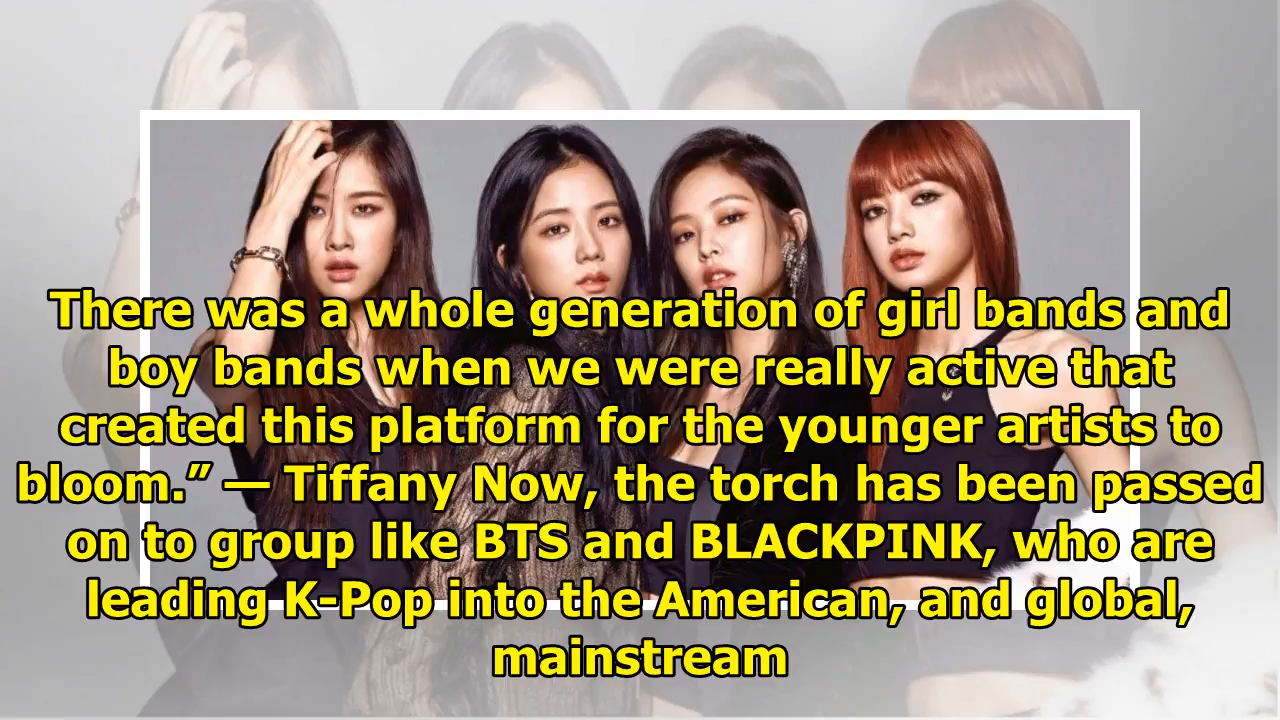 There was a whole generation of girl bands and
boy bands when we were really active that
created this platform for the younger artists to
bloom.” — Tiffany Now, the torch has been passed
on to group like BTS and BLACKPINK, who are
leading K-Pop into the American, and global,
mainstream